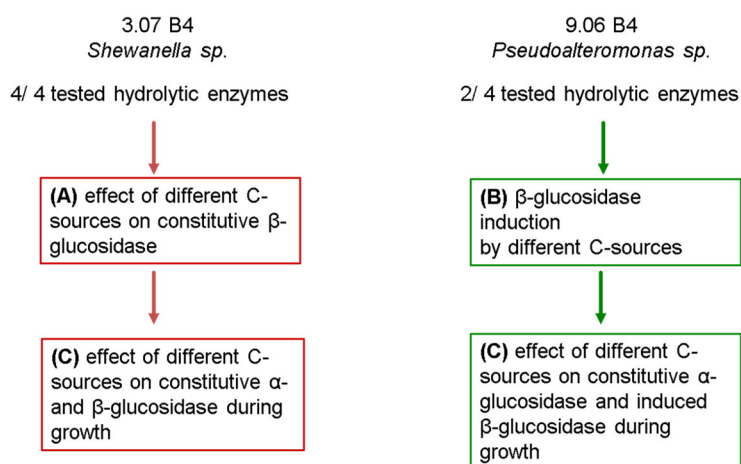 3.07 B4
Shewanella sp.
4/ 4 tested hydrolytic enzymes
(A) effect of different C-
sources on constitutive β-
glucosidase
(C) effect of different C-
sources on constitutive α-
and β-glucosidase during
growth
9.06 B4
Pseudoalteromonas sp.
2/ 4 tested hydrolytic enzymes
(B) β-glucosidase
induction
by different C-sources
(C) effect of different C-
sources on constitutive α-
glucosidase and induced
β-glucosidase during
growth